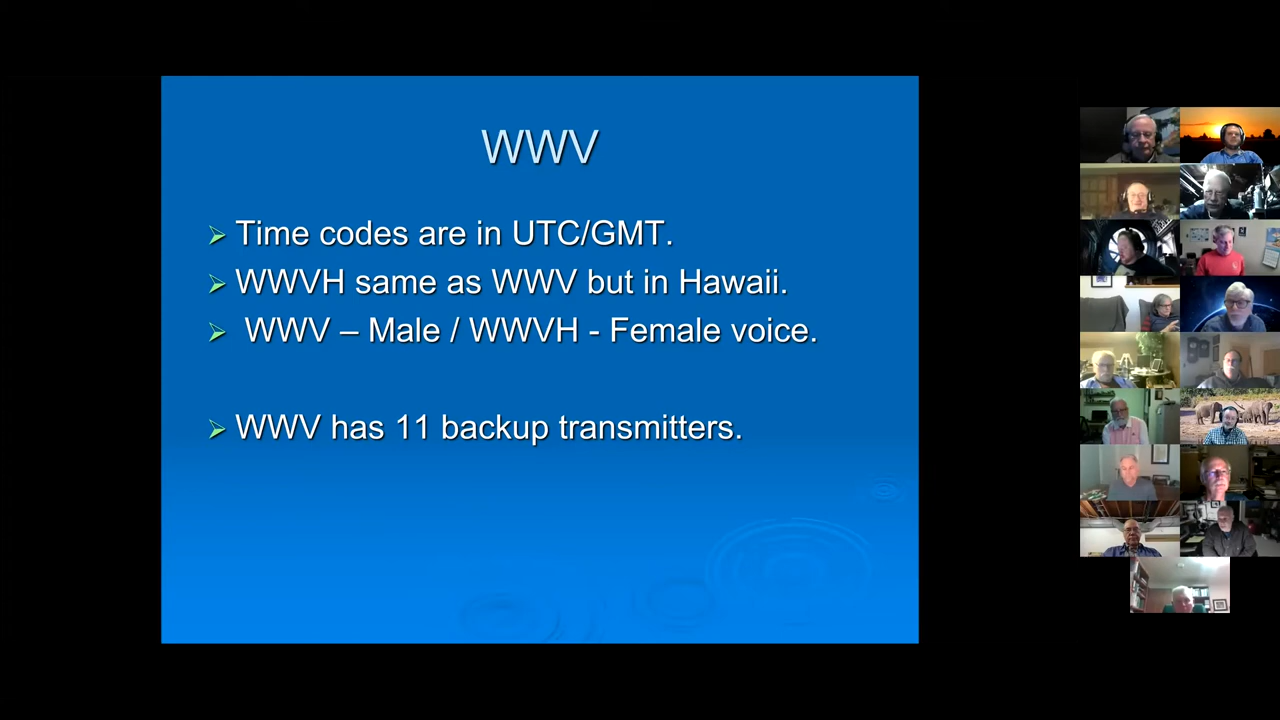 WWV
Time codes are in UTC/GMT.
WWVH same as WWV but in Hawaii.
WWV – Male / WWVH - Female voice.
WWV has 11 backup transmitters.